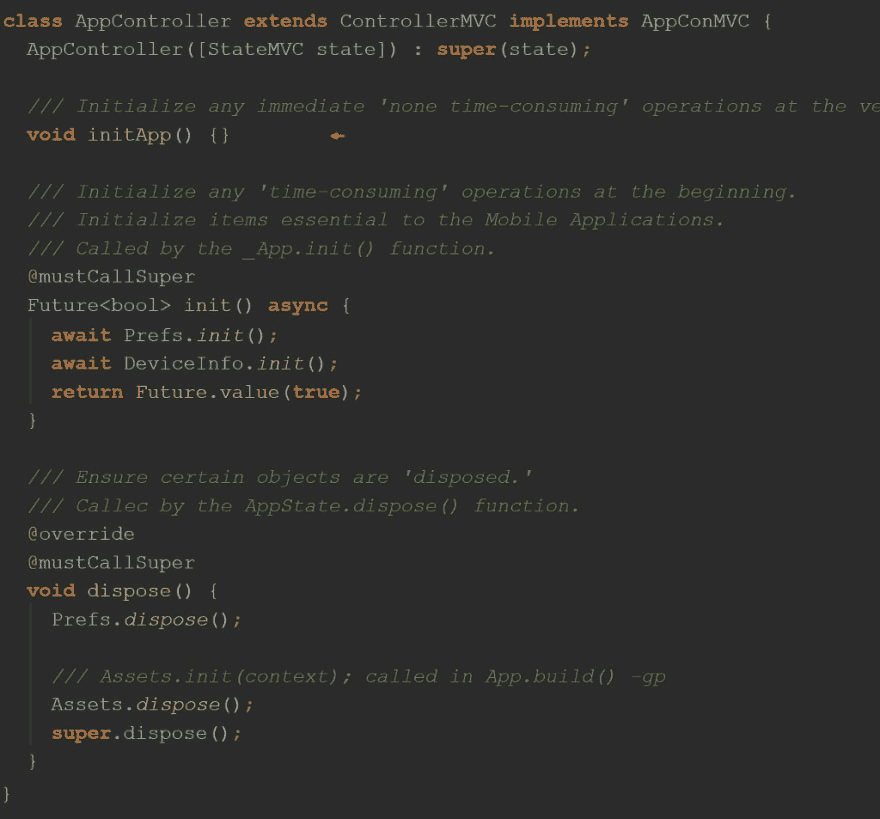 class AppController extends ControllerMVC implements AppConMVC {
  AppController([StateMVC state]) : super(state);

  /// Initialize any immediate 'none time-consuming' operations at the ve
  void initApp() {}

  /// Initialize any 'time-consuming' operations at the beginning.
  /// Initialize items essential to the Mobile Applications.
  /// Called by the _App.init() function.
  @mustCallSuper
  Future<bool> init() async {
    await Prefs.init();
    await DeviceInfo.init();
    return Future.value(true);
  }

  /// Ensure certain objects are 'disposed.'
  /// Callec by the AppState.dispose() function.
  @override
  @mustCallSuper
  void dispose() {
    Prefs.dispose();

    /// Assets.init(context); called in App.build() -gp
    Assets.dispose();
    super.dispose();
  }
}